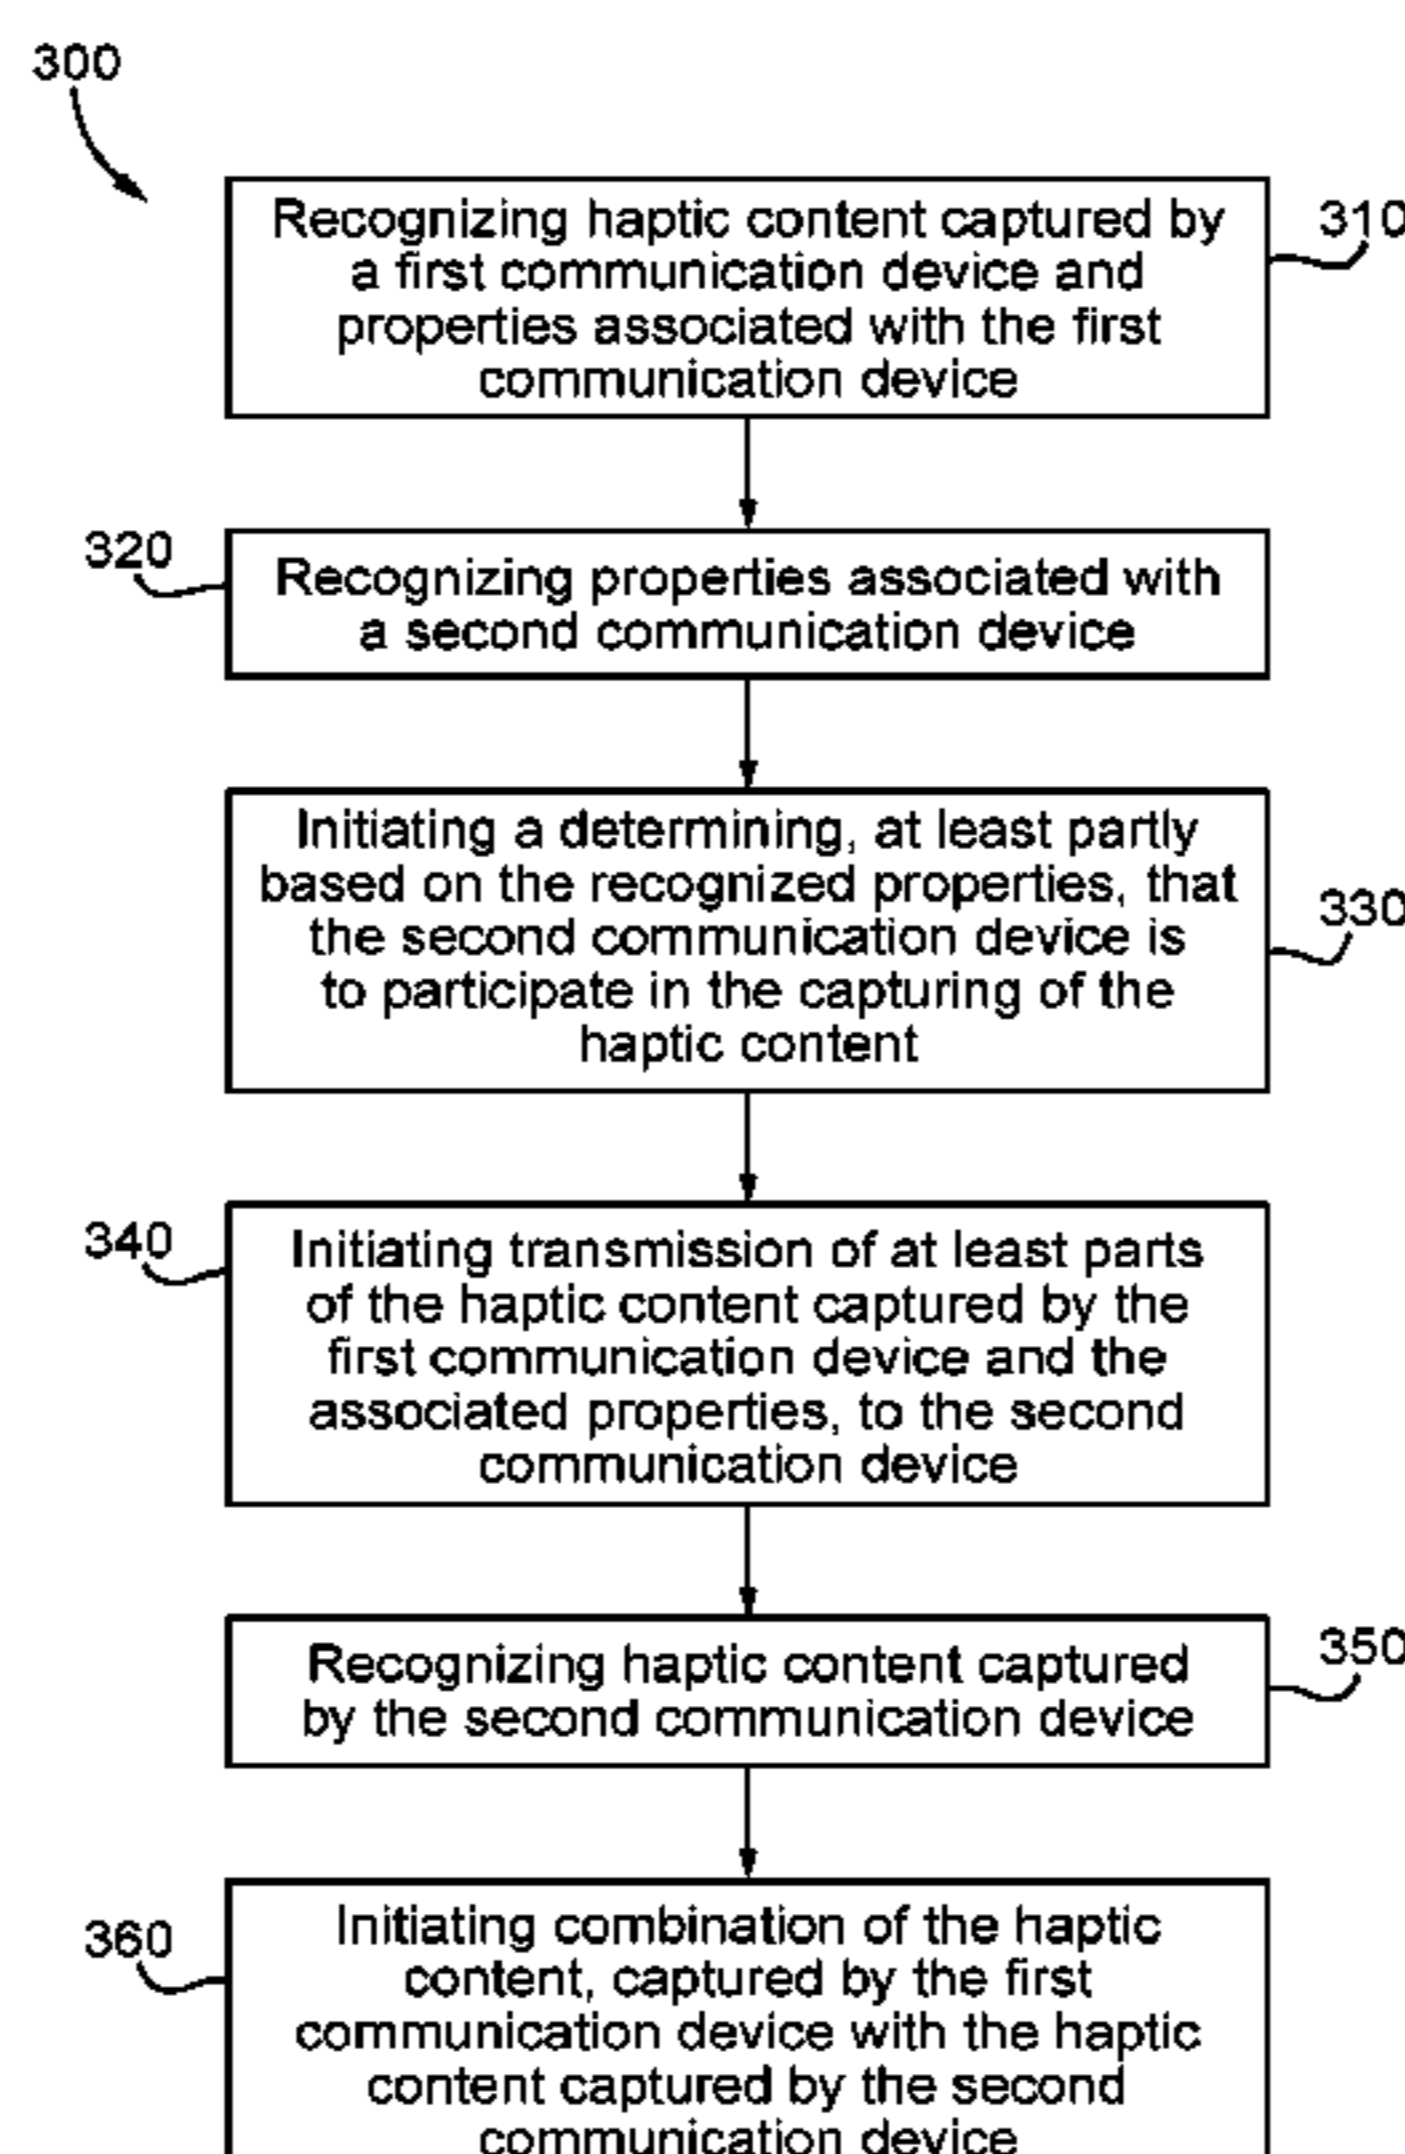 300
Recognizing haptic content captured by
a first communication device and
properties associated with the first
communication device
310
320
Recognizing properties associated with
a second communication device
Initiating a determining, at least partly
based on the recognized properties, that
the second communication device is
to participate in the capturing of the
haptic content
330
340
Initiating transmission of at least parts
of the haptic content captured by the
first communication device and the
associated properties, to the second
communication device
Recognizing haptic content captured
by the second communication device
350
360
Initiating combination of the haptic
content, captured by the first
communication device with the haptic
content captured by the second
communication device